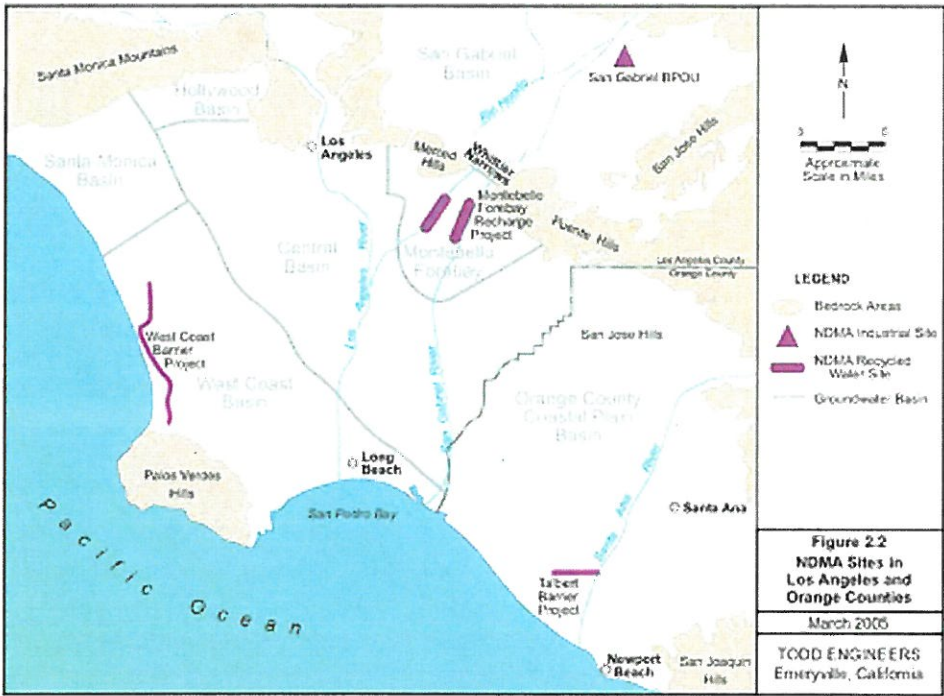 Santa Monica Mountains
Hollywood
Basin
Santa Monica
Basin
San Gabriel
Basin
Rio Hondo
San Gabriel BPOU
Los
Angeles
Merced
Hills
Whittier
Narrows
San Jose Hills
Montebello
Forebay
Recharge
Project
Puente Hills
Central
Basin
Los Angeles River
Montebello
Forebay
Los Angeles County
Orange County
San Jose Hills
West Coast
Barrier
Project
West Coast
Basin
San Gabriel River
Orange County
Coastal Plain
Basin
Long
Beach
Palos Verdes
Hills
San Pedro Bay
Santa Ana River
Santa Ana
Pacific Ocean
Talbert
Barrier
Project
Newport
Beach
San Joaquin
Hills
N
Approximate
Scale in Miles
LEGEND
Bedrock Areas
NDMA Industrial Site
NDMA Recycled
Water Site
Groundwater Basin
Figure 2.2
NDMA Sites in
Los Angeles and
Orange Counties
March 2005
TODD ENGINEERS
Emeryville, California